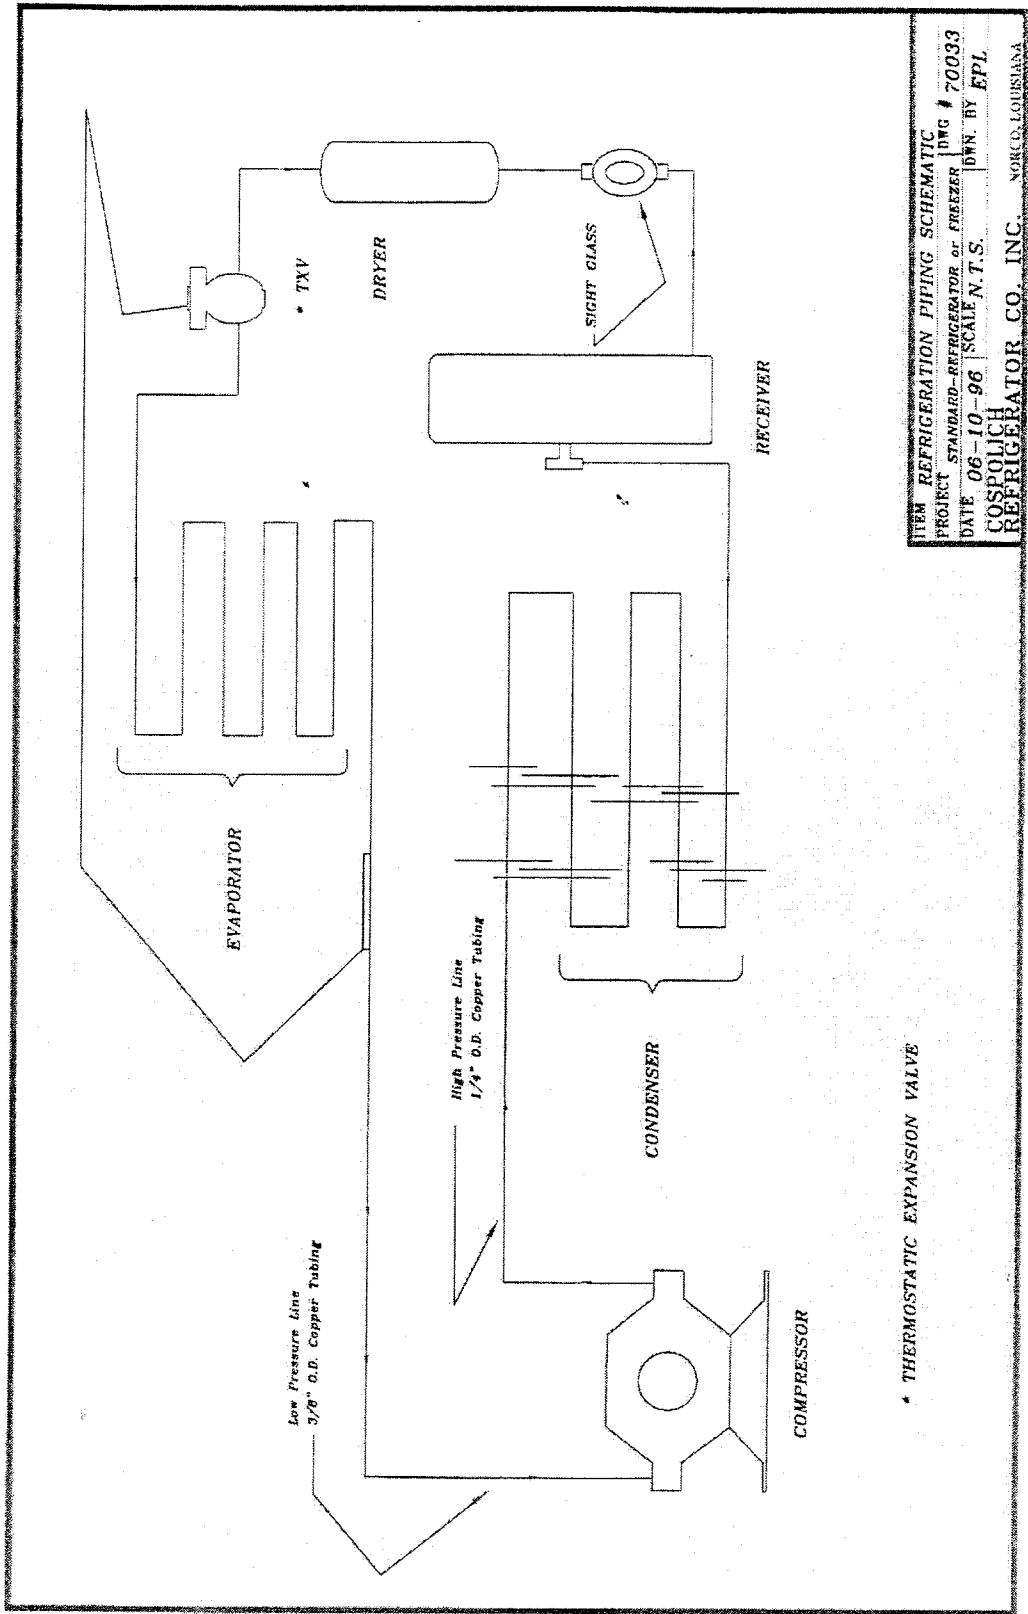 * TXV
DRYER
SIGHT GLASS
RECEIVER
EVAPORATOR
High Pressure Line
1/4" O.D. Copper Tubing
CONDENSER
Low Pressure Line
3/8" O.D. Copper Tubing
COMPRESSOR
* THERMOSTATIC EXPANSION VALVE
ITEM REFRIGERATION PIPING SCHEMATIC
PROJECT STANDARD-REFRIGERATOR or FREEZER DWG # 70033
DATE 06-10-96 SCALE N.T.S. DWN. BY EPL
COSPOLICH
REFRIGERATOR CO. INC. NORCO, LOUISIANA